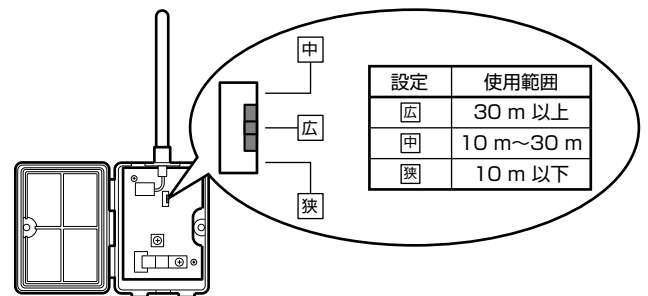 中
広
狭
設定 使用範囲
広 30 m 以上
中 10 m〜30 m
狭 10 m 以下